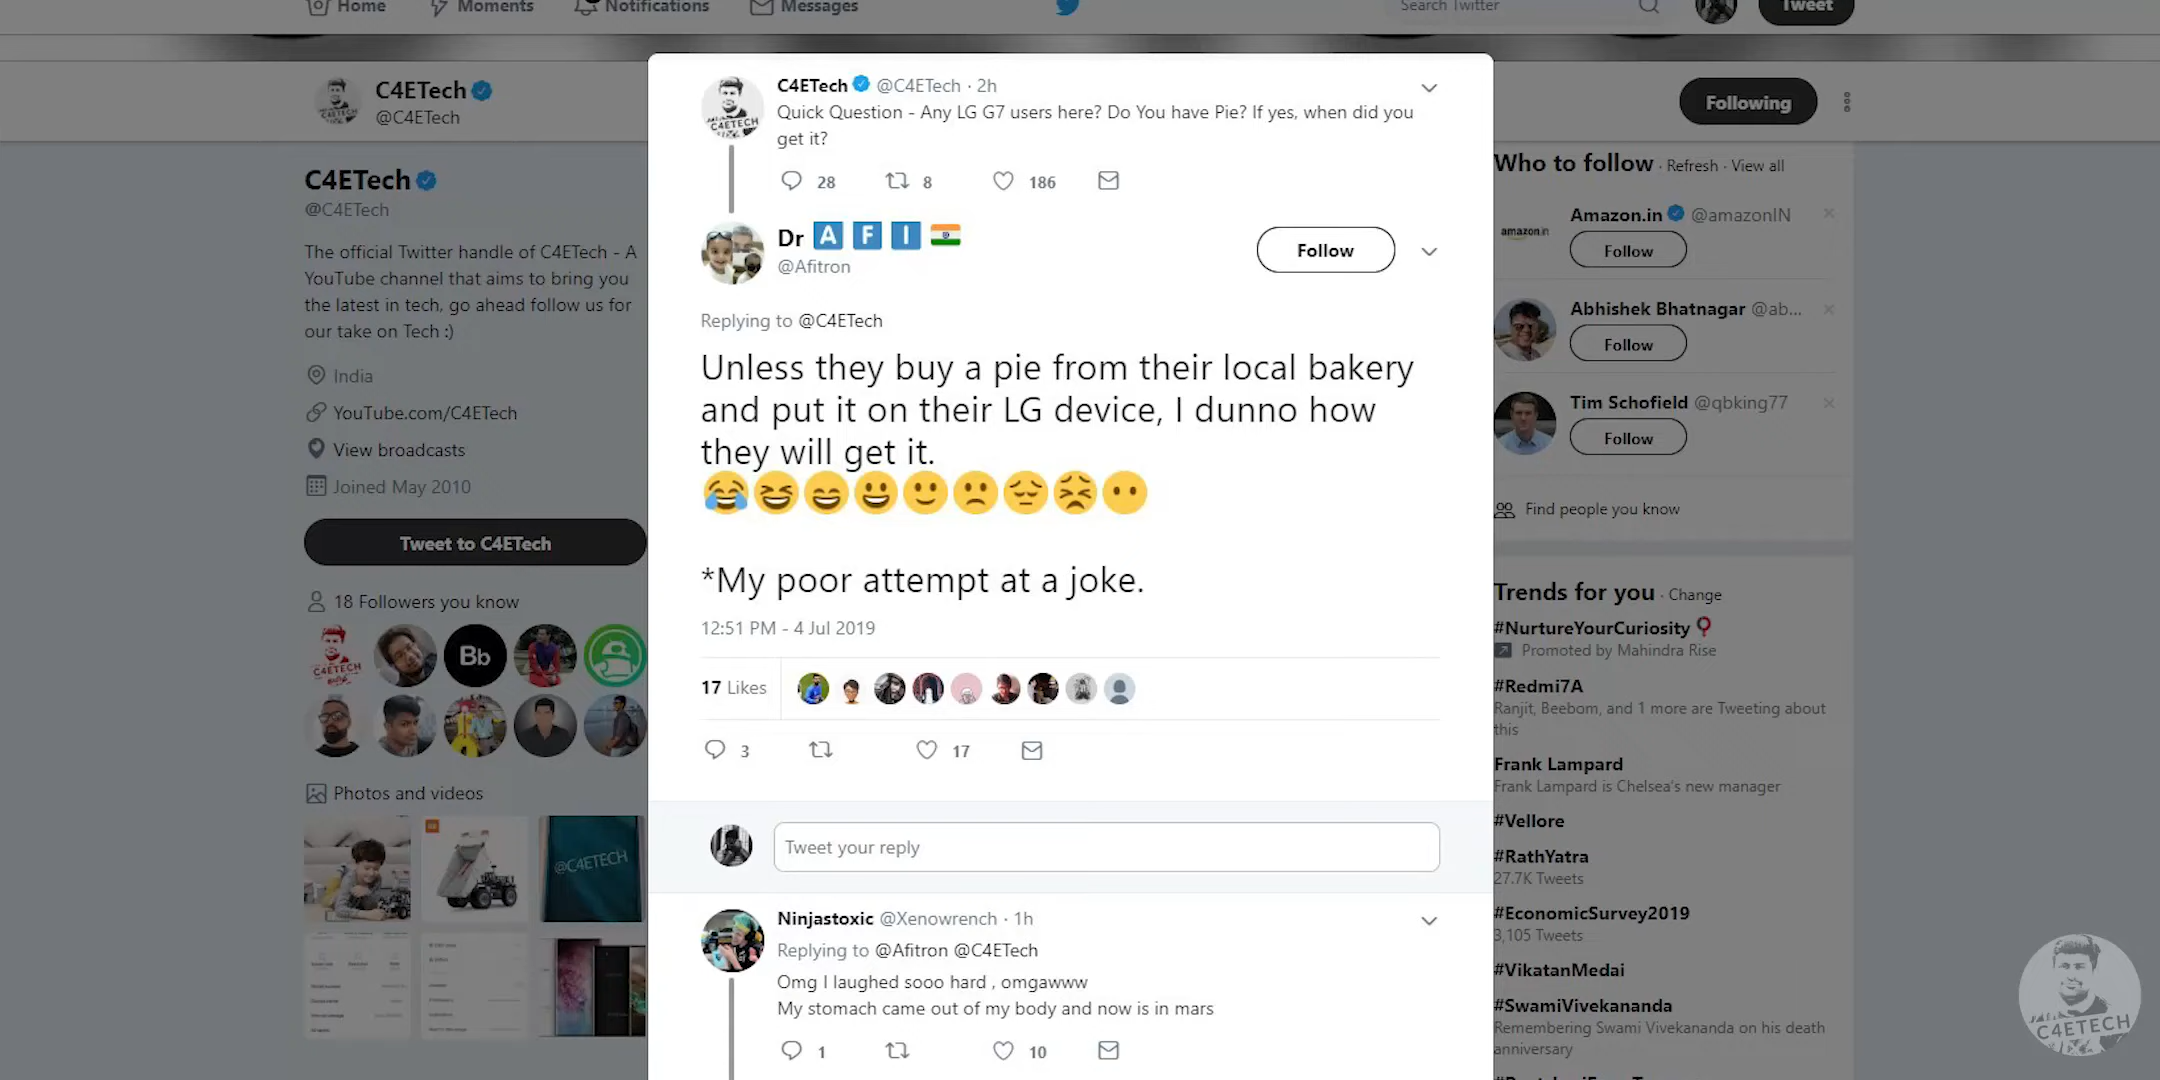 Home
Moments
Notifications
Messages
Search Twitter
Tweet
C4ETech
@C4ETech
Following
C4ETech
@C4ETech
The official Twitter handle of C4ETech - A
YouTube channel that aims to bring you
the latest in tech, go ahead follow us for
our take on Tech :)
India
YouTube.com/C4ETech
View broadcasts
Joined May 2010
Tweet to C4ETech
18 Followers you know
C4ETECH
Bb
Photos and videos
@C4ETECH
C4ETECH
C4ETech @C4ETech · 2h
Quick Question - Any LG G7 users here? Do You have Pie? If yes, when did you
get it?
28 8 186
Dr 🅰 🅵 🅸 🇮🇳
@Afitron
Follow
Replying to @C4ETech
Unless they buy a pie from their local bakery
and put it on their LG device, I dunno how
they will get it.
😂😆😄😃🙂🙁😔😣😶
*My poor attempt at a joke.
12:51 PM - 4 Jul 2019
17 Likes
3 17
Tweet your reply
Ninjastoxic @Xenowrench · 1h
Replying to @Afitron @C4ETech
Omg I laughed sooo hard , omgawww
My stomach came out of my body and now is in mars
1 10
Who to follow · Refresh · View all
amazon.in
Amazon.in @amazonIN
Follow
Abhishek Bhatnagar @ab...
Follow
Tim Schofield @qbking77
Follow
Find people you know
Trends for you · Change
#NurtureYourCuriosity
Promoted by Mahindra Rise
#Redmi7A
Ranjit, Beebom, and 1 more are Tweeting about
this
Frank Lampard
Frank Lampard is Chelsea's new manager
#Vellore
#RathYatra
27.7K Tweets
#EconomicSurvey2019
3,105 Tweets
#VikatanMedai
#SwamiVivekananda
Remembering Swami Vivekananda on his death
anniversary
C4ETECH